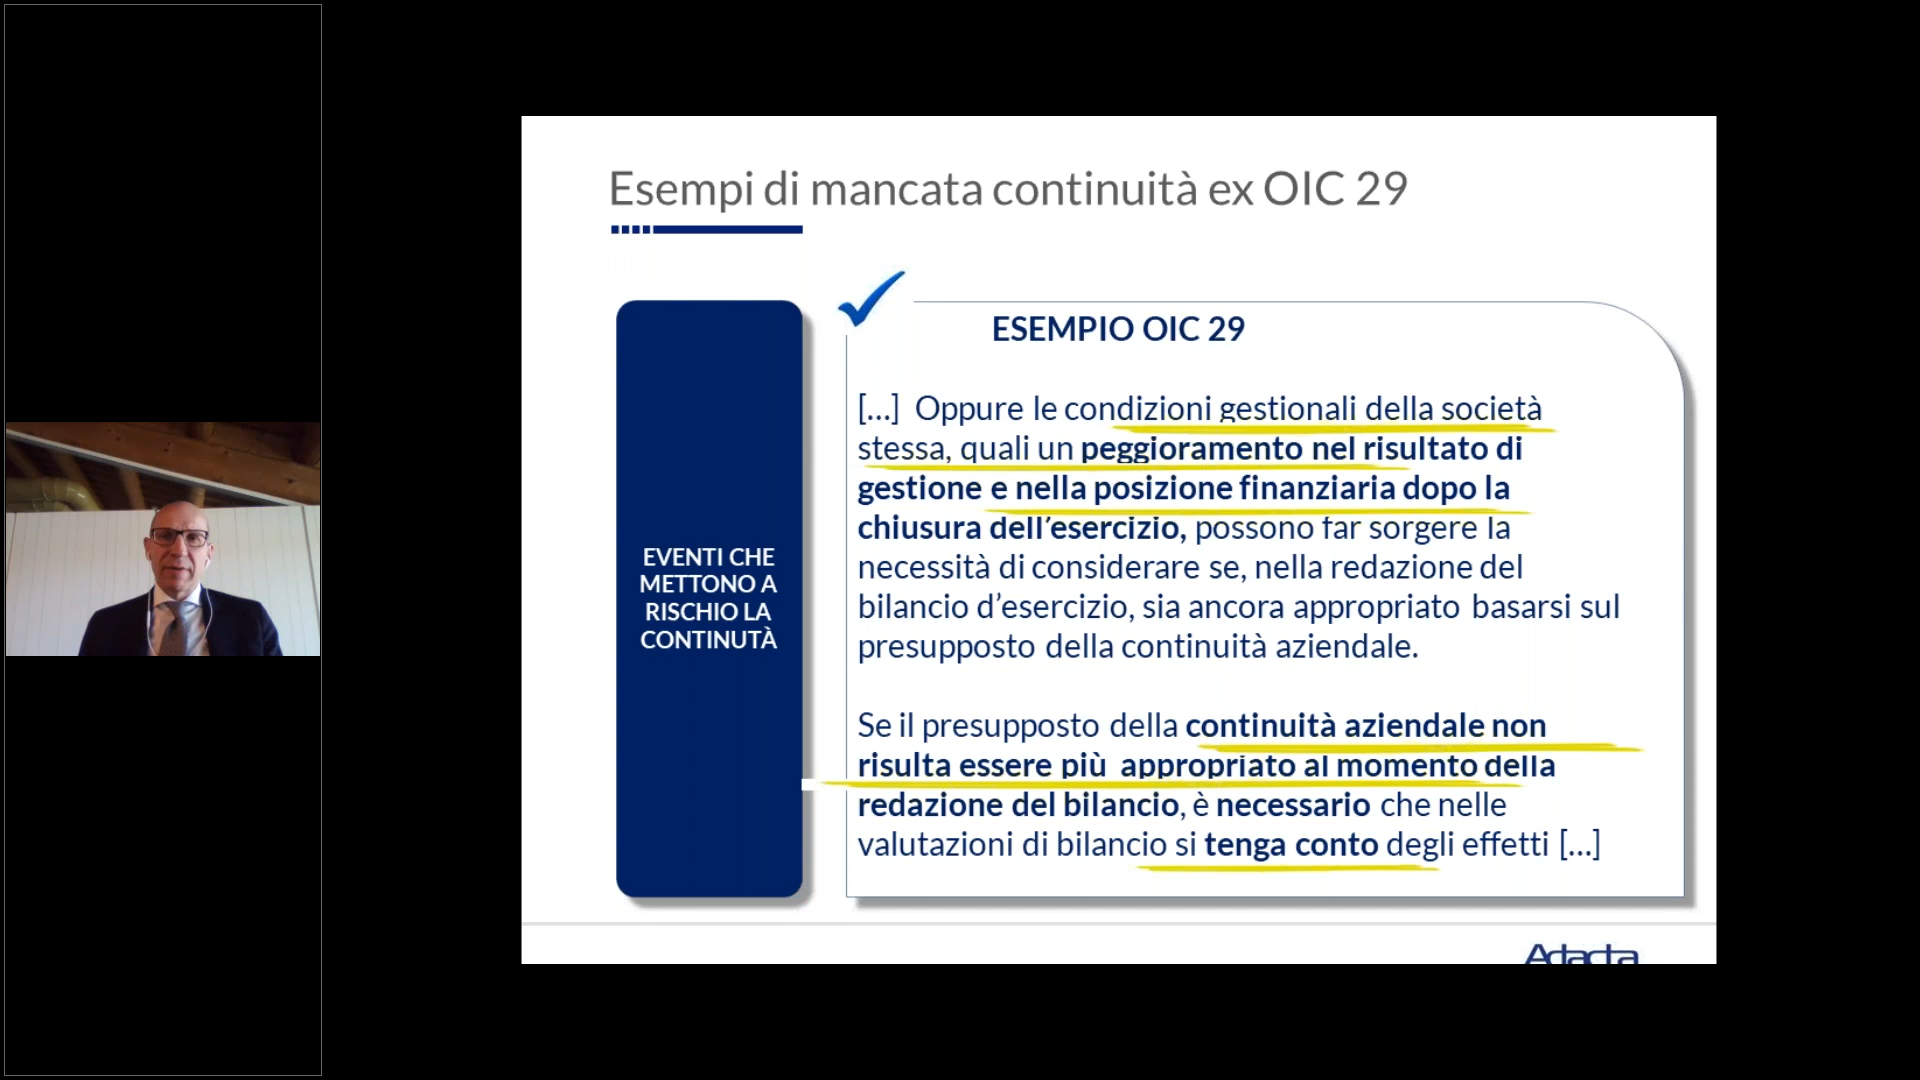 Esempi di mancata continuità ex OIC 29
EVENTI CHE
METTONO A
RISCHIO LA
CONTINUTÀ
ESEMPIO OIC 29
[...] Oppure le condizioni gestionali della società
stessa, quali un peggioramento nel risultato di
gestione e nella posizione finanziaria dopo la
chiusura dell’esercizio, possono far sorgere la
necessità di considerare se, nella redazione del
bilancio d’esercizio, sia ancora appropriato basarsi sul
presupposto della continuità aziendale.
Se il presupposto della continuità aziendale non
risulta essere più appropriato al momento della
redazione del bilancio, è necessario che nelle
valutazioni di bilancio si tenga conto degli effetti [...]
Adacta